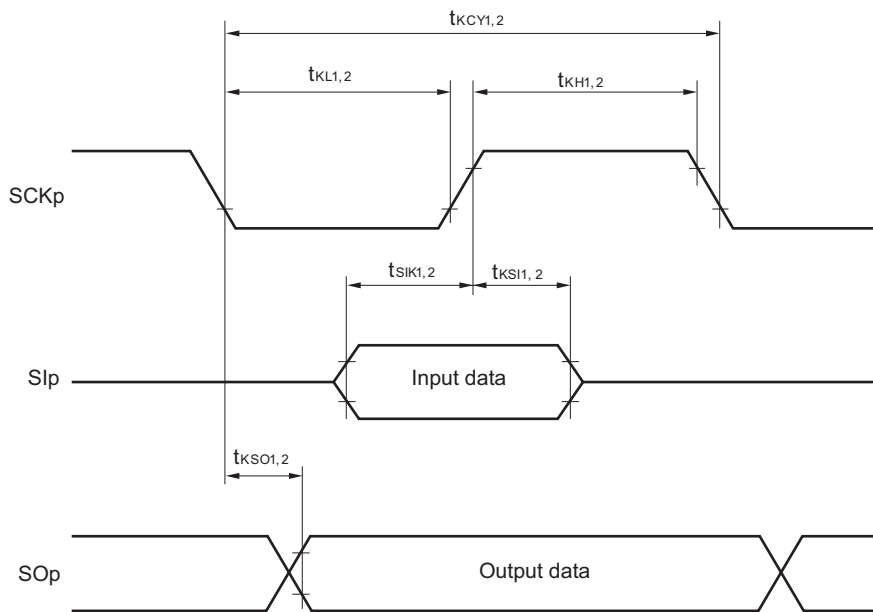 tKCY1, 2
tKL1, 2
tKH1, 2
SCKp
tSIK1, 2
tKSI1, 2
SIp
Input data
tKSO1, 2
SOp
Output data